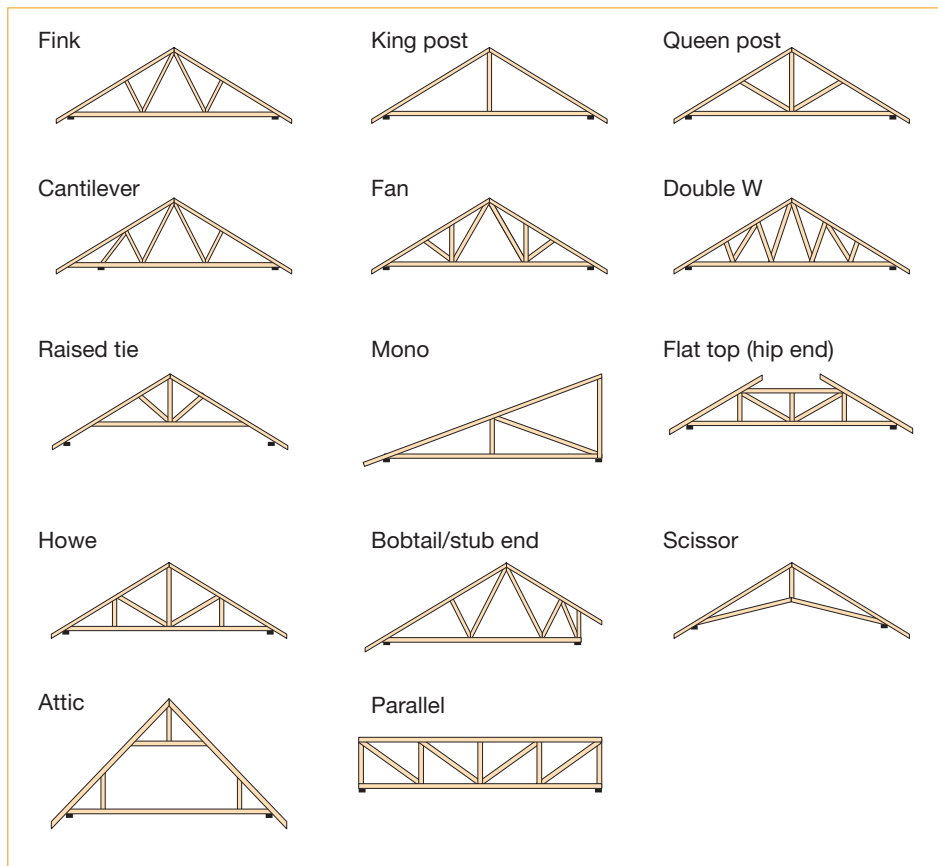 Fink
King post
Queen post
Cantilever
Fan
Double W
Raised tie
Mono
Flat top (hip end)
Howe
Bobtail/stub end
Scissor
Attic
Parallel